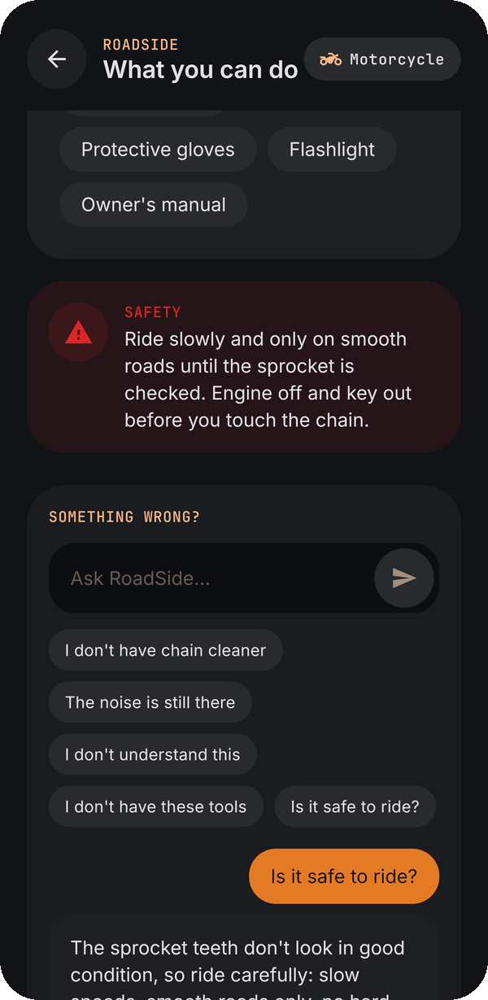 ROADSIDE
What you can do
Motorcycle
Protective gloves
Flashlight
Owner's manual
SAFETY
Ride slowly and only on smooth
roads until the sprocket is
checked. Engine off and key out
before you touch the chain.
SOMETHING WRONG?
Ask RoadSide...
I don't have chain cleaner
The noise is still there
I don't understand this
I don't have these tools
Is it safe to ride?
Is it safe to ride?
The sprocket teeth don't look in good
condition, so ride carefully: slow
speeds, smooth roads only, no hard